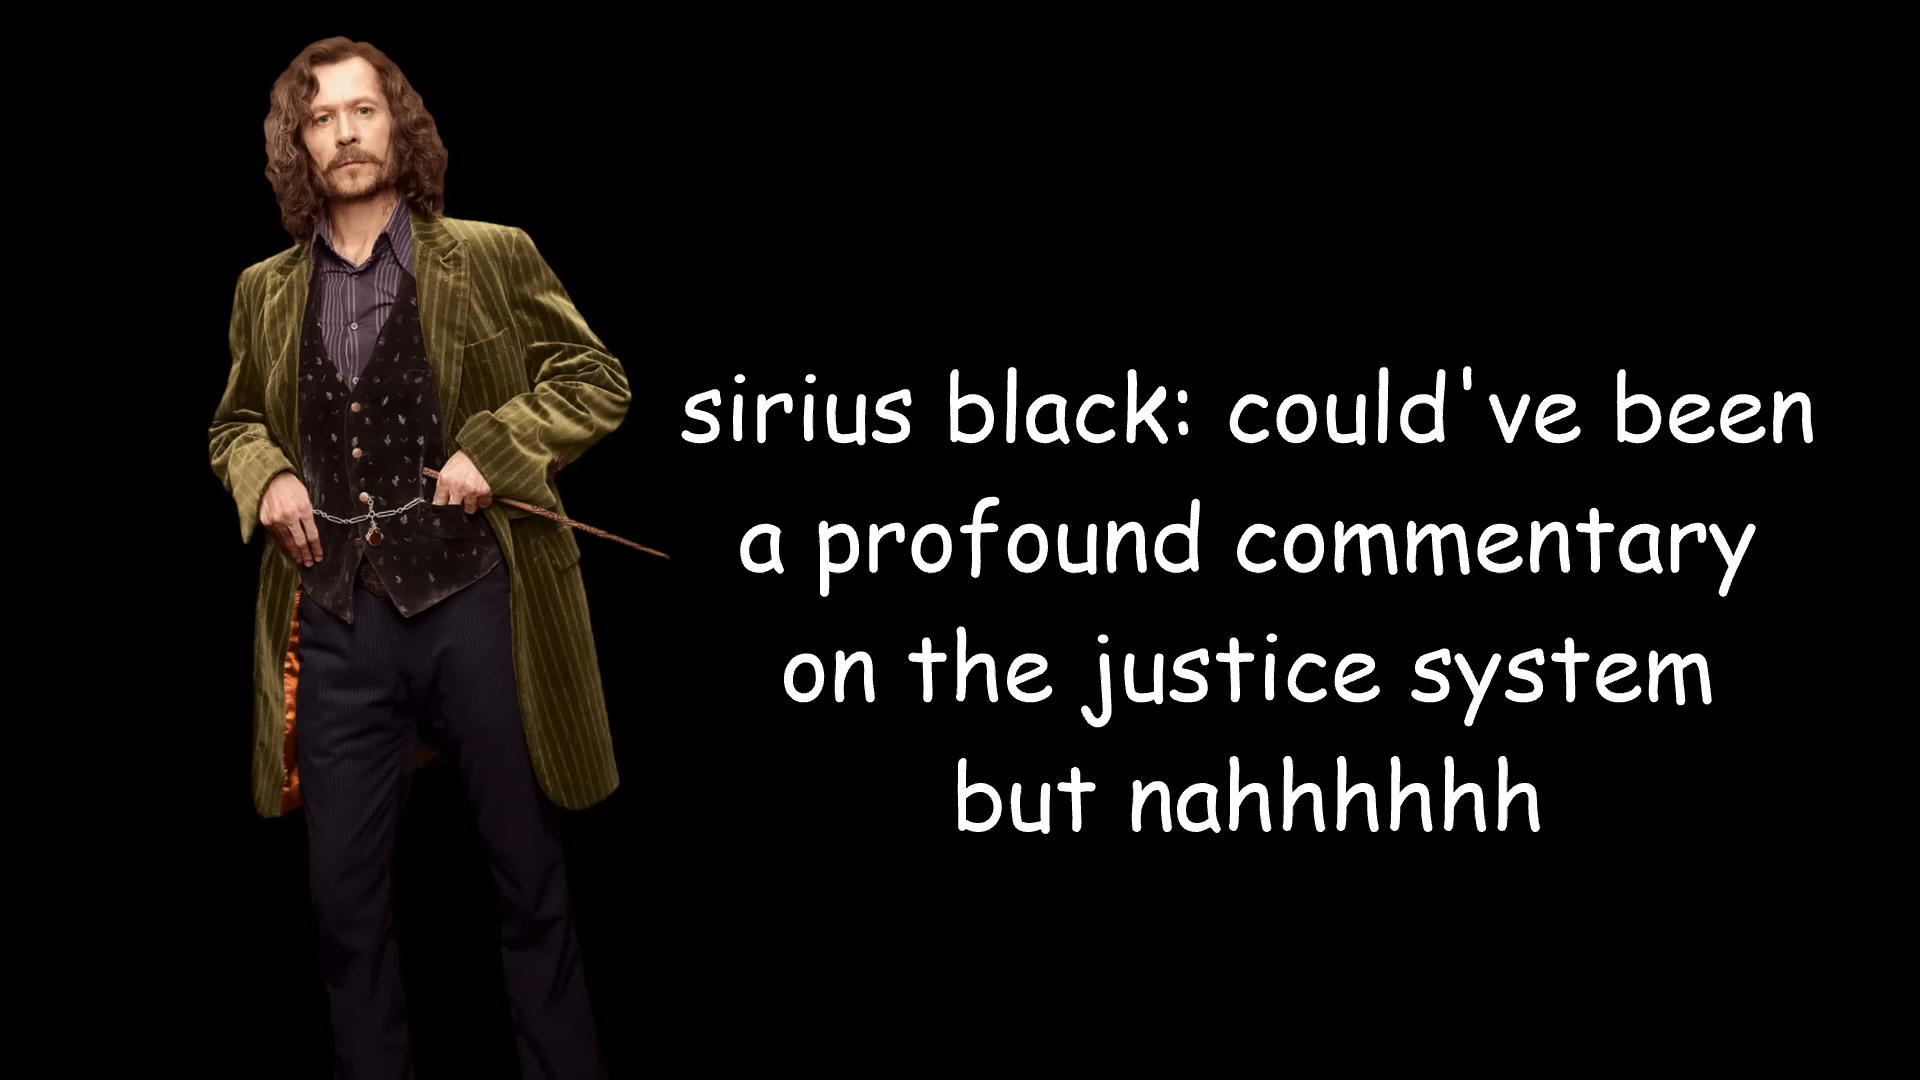 sirius black: could've been
a profound commentary
on the justice system
but nahhhhhh